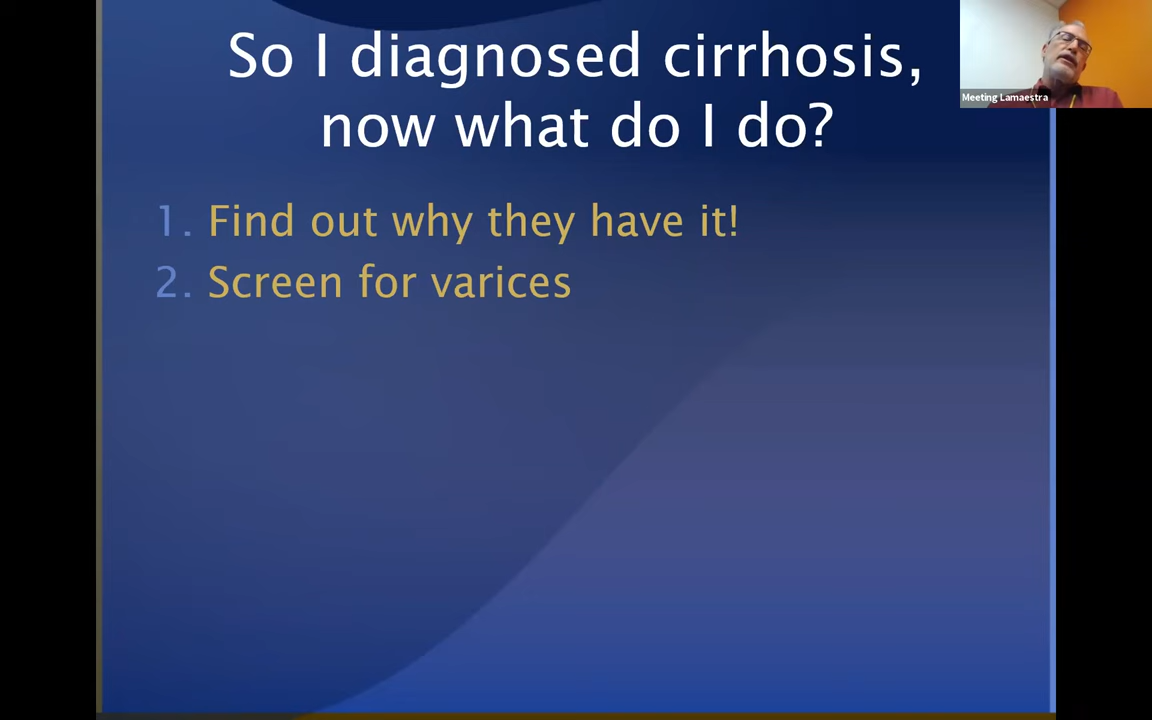 So I diagnosed cirrhosis,
now what do I do?
Meeting Lamaestra
1. Find out why they have it!
2. Screen for varices